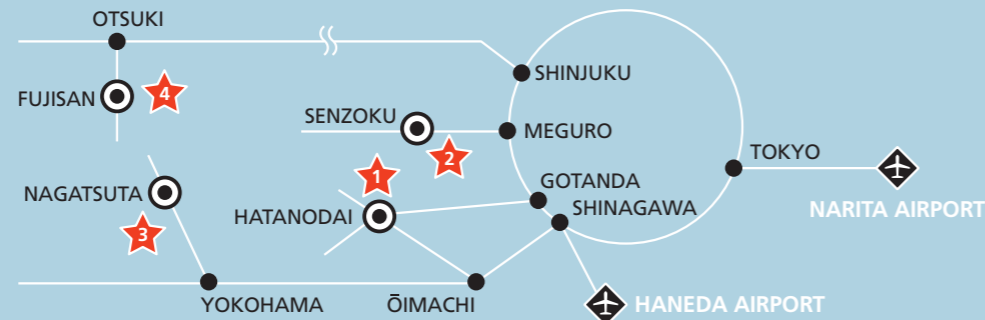 OTSUKI
SHINJUKU
FUJISAN
4
SENZOKU
MEGURO
2
TOKYO
1
GOTANDA
NAGATSUTA
HATANODAI
SHINAGAWA
NARITA AIRPORT
3
YOKOHAMA
ŌIMACHI
HANEDA AIRPORT